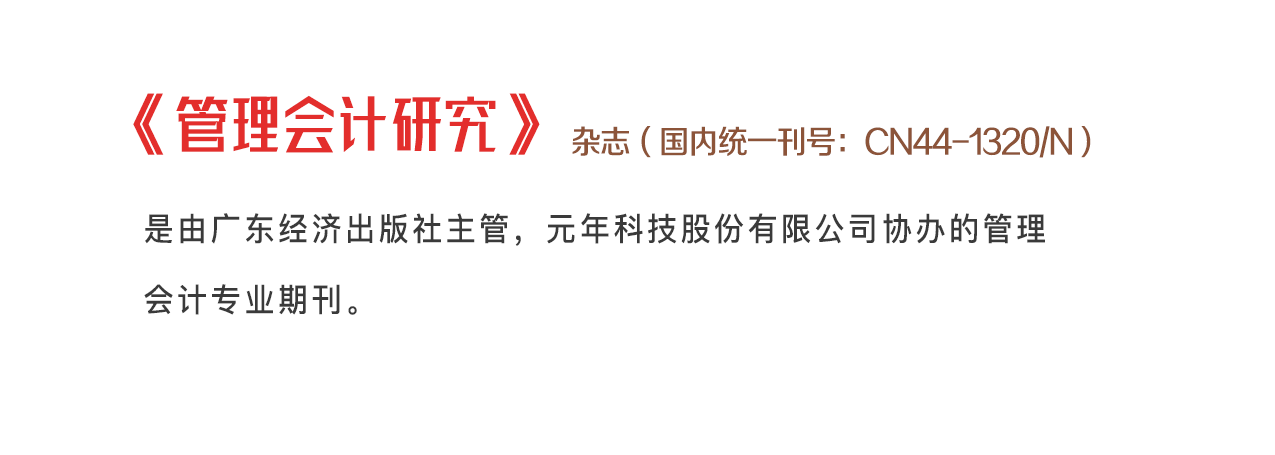 《管理会计研究》杂志（国内统一刊号：CN44-1320/N）
是由广东经济出版社主管，元年科技股份有限公司协办的管理
会计专业期刊。